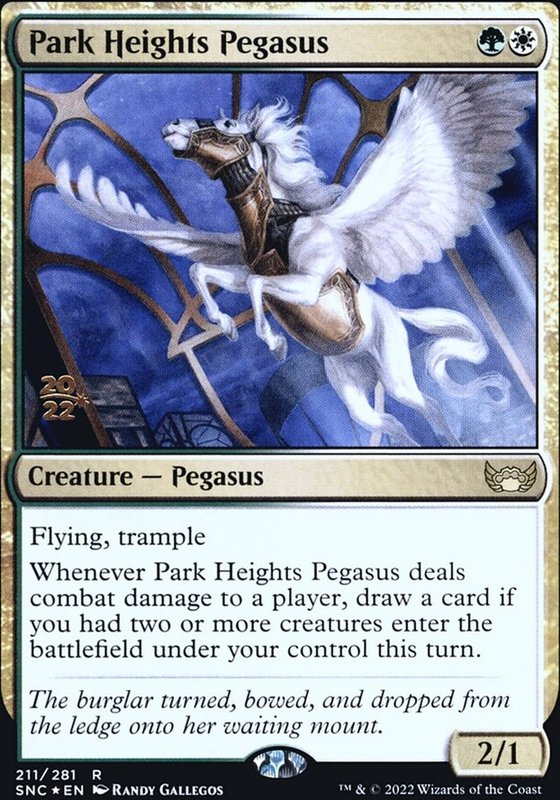 Park Heights Pegasus
20
22
Creature — Pegasus
Flying, trample
Whenever Park Heights Pegasus deals
combat damage to a player, draw a card if
you had two or more creatures enter the
battlefield under your control this turn.
The burglar turned, bowed, and dropped from
the ledge onto her waiting mount.
2/1
211/281 R
SNC ★ EN Randy Gallegos
™ & © 2022 Wizards of the Coast